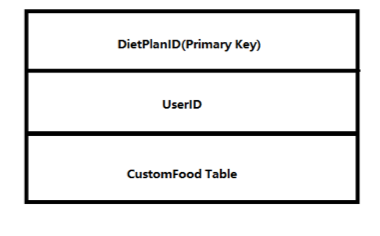 DietPlanID(Primary Key)
UserID
CustomFood Table